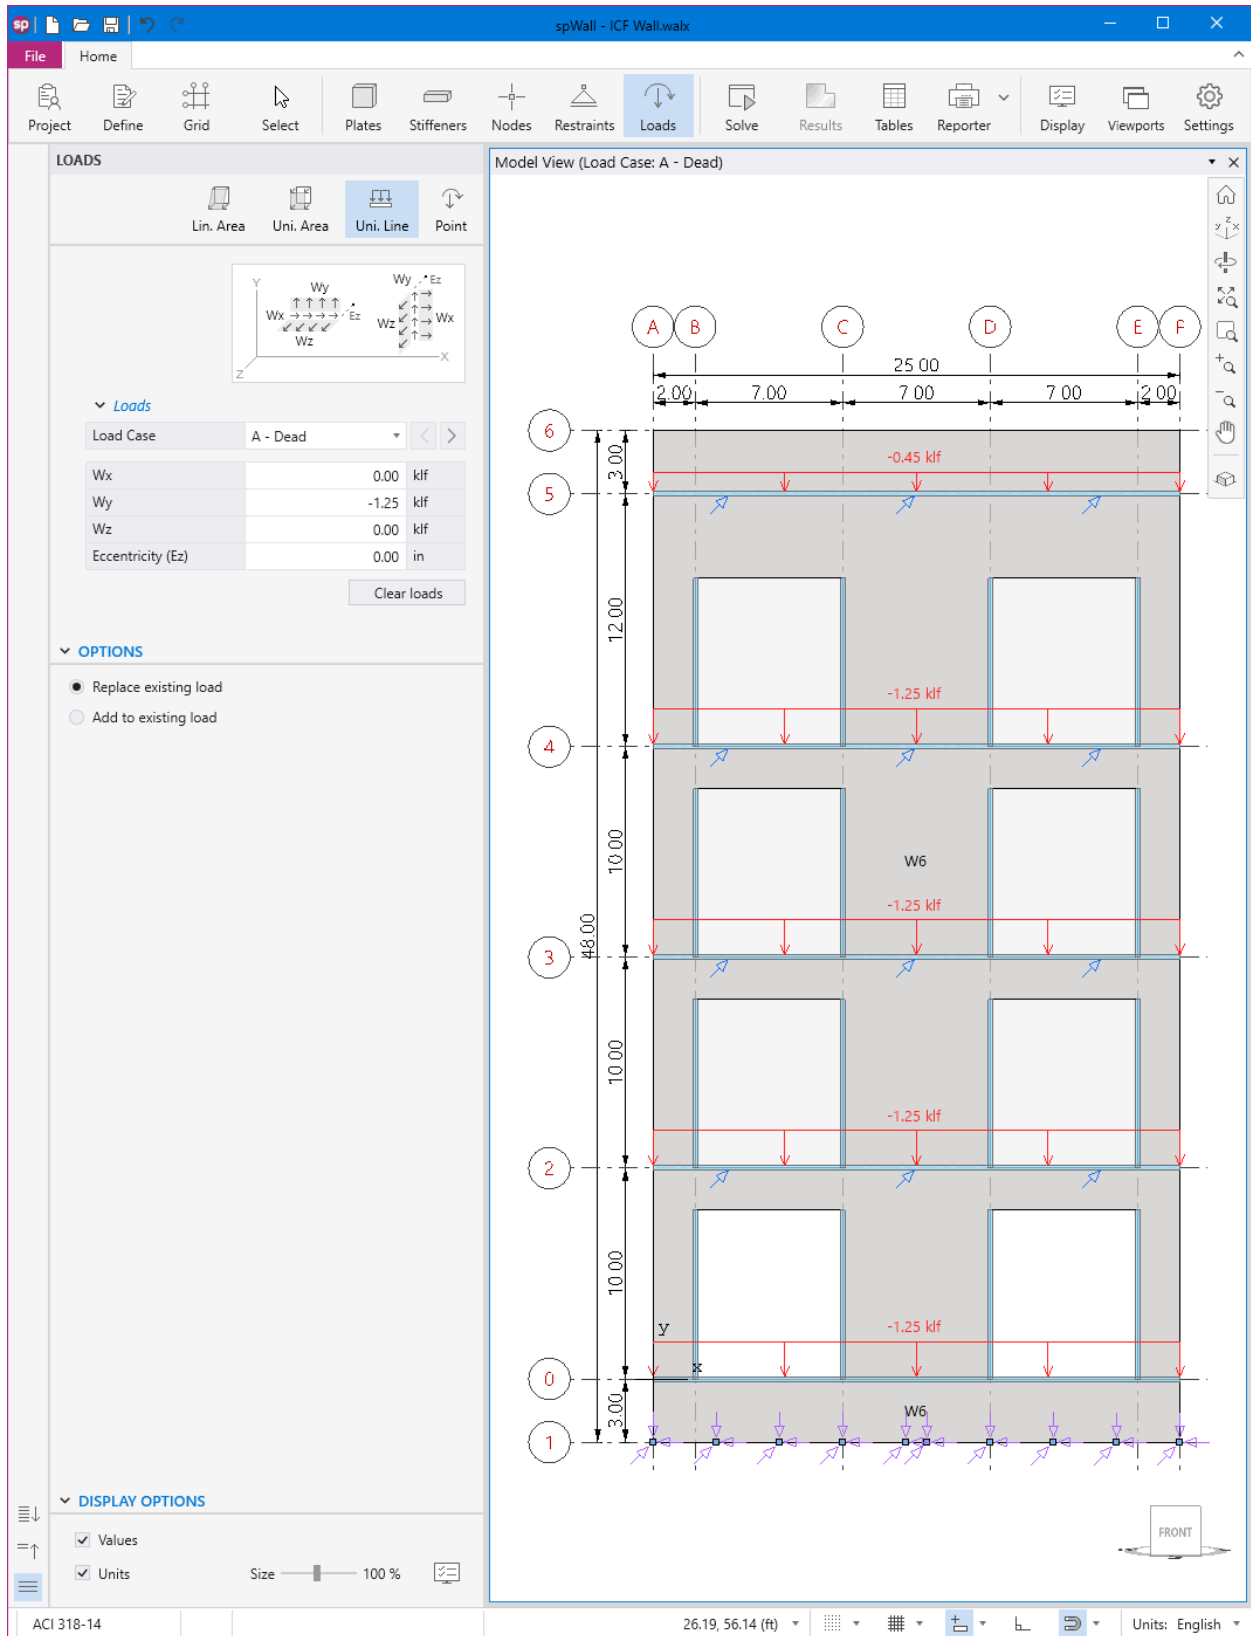 sp
spWall - ICF Wall.walx
File Home
Project Define Grid Select Plates Stiffeners Nodes Restraints Loads Solve Results Tables Reporter Display Viewports Settings
LOADS
Lin. Area Uni. Area Uni. Line Point
Y Wy Wy Ez
Wx Ez Wz Wx
Wz
Z X
Loads
Load Case A - Dead
Wx 0.00 klf
Wy -1.25 klf
Wz 0.00 klf
Eccentricity (Ez) 0.00 in
Clear loads
OPTIONS
Replace existing load
Add to existing load
DISPLAY OPTIONS
Values
Units Size 100 %
Model View (Load Case: A - Dead)
z
y x
A B C D E F
25 00
2.00 7.00 7 00 7 00 2 00
6
3 00
-0.45 klf
5
12 00
-1.25 klf
4
10 00
W6
-1.25 klf
48.00
3
10 00
-1.25 klf
2
10 00
-1.25 klf
y
x
0
3.00
W6
1
FRONT
ACI 318-14
26.19, 56.14 (ft)
Units: English